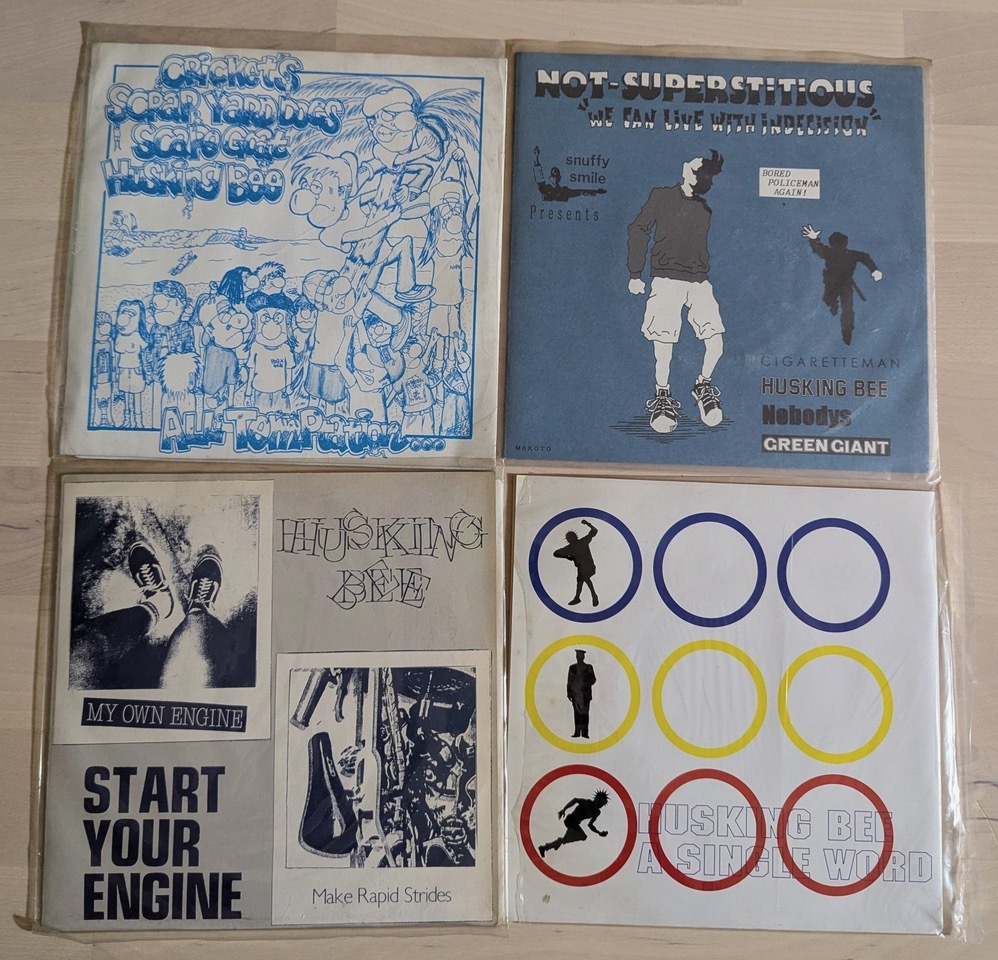 CRICKET'S
SCRAP YARD DOGS
SCAPE GOAT
HUSKING BEE
ALL TEMPTATION...
NOT-SUPERSTITIOUS
"WE CAN LIVE WITH INDECISION"
snuffy
smile
Presents
BORED
POLICEMAN
AGAIN!
CIGARETTEMAN
HUSKING BEE
Nobodys
GREEN GIANT
MAKOTO
HUSKING
BEE
MY OWN ENGINE
START
YOUR
ENGINE
Make Rapid Strides
HUSKING BEE
A SINGLE WORD